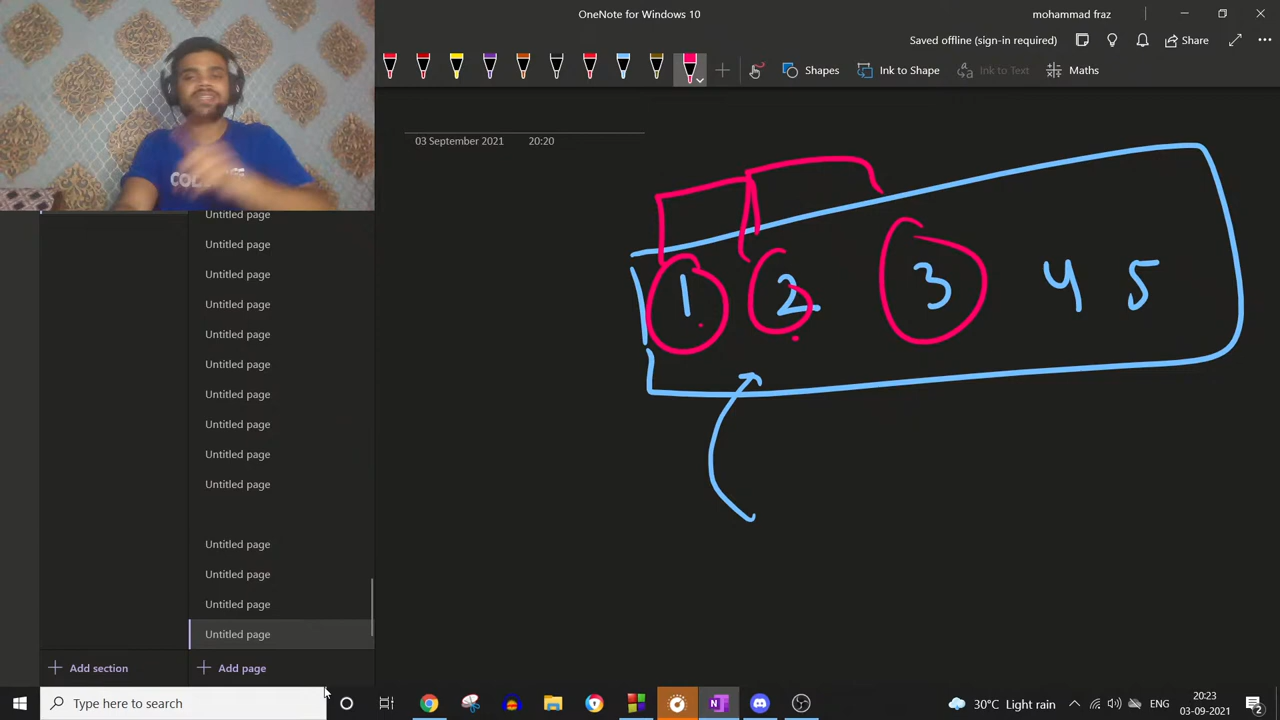 OneNote for Windows 10
mohammad fraz
Saved offline (sign-in required)
Share
Shapes
Ink to Shape
Ink to Text
Maths
03 September 2021 20:20
1 2 3 4 5
Untitled page
Untitled page
Untitled page
Untitled page
Untitled page
Untitled page
Untitled page
Untitled page
Untitled page
Untitled page
Untitled page
Untitled page
Untitled page
Untitled page
Add section
Add page
Type here to search
30°C Light rain
ENG
20:23
03-09-2021
2